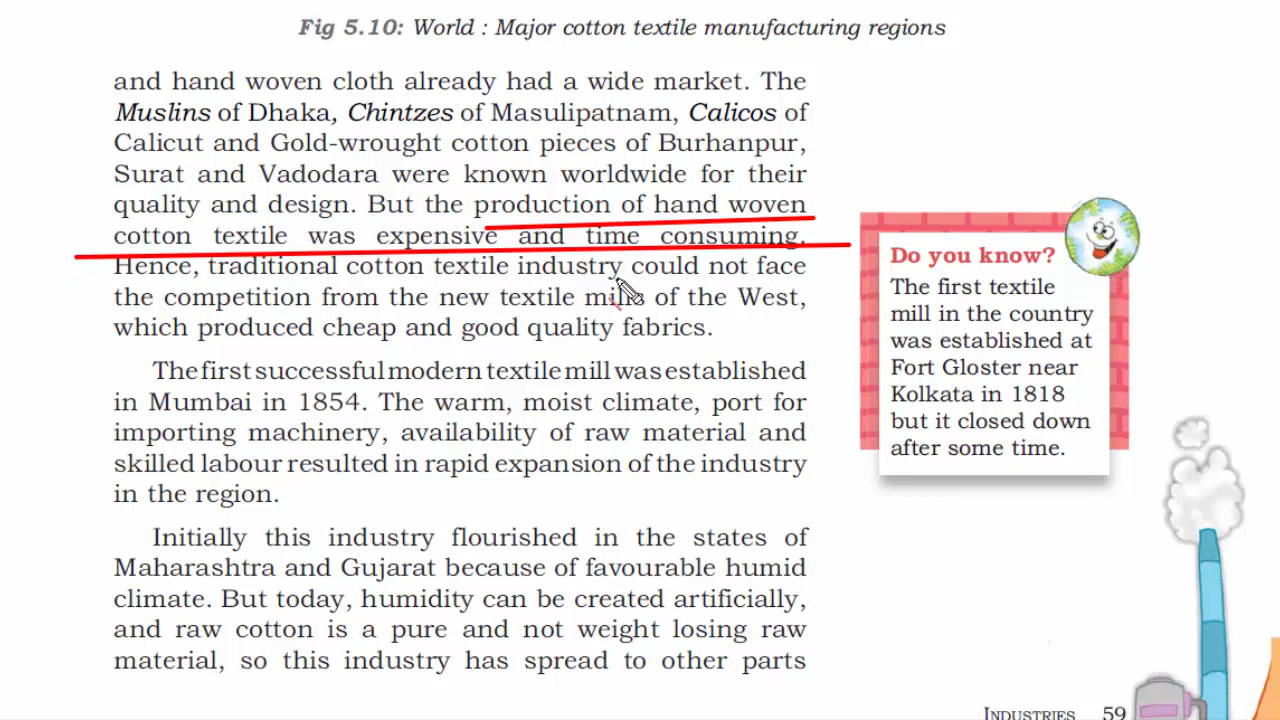 Fig 5.10: World : Major cotton textile manufacturing regions
and hand woven cloth already had a wide market. The
Muslins of Dhaka, Chintzes of Masulipatnam, Calicos of
Calicut and Gold-wrought cotton pieces of Burhanpur,
Surat and Vadodara were known worldwide for their
quality and design. But the production of hand woven
cotton textile was expensive and time consuming.
Hence, traditional cotton textile industry could not face
the competition from the new textile mills of the West,
which produced cheap and good quality fabrics.
The first successful modern textile mill was established
in Mumbai in 1854. The warm, moist climate, port for
importing machinery, availability of raw material and
skilled labour resulted in rapid expansion of the industry
in the region.
Initially this industry flourished in the states of
Maharashtra and Gujarat because of favourable humid
climate. But today, humidity can be created artificially,
and raw cotton is a pure and not weight losing raw
material, so this industry has spread to other parts
Do you know?
The first textile
mill in the country
was established at
Fort Gloster near
Kolkata in 1818
but it closed down
after some time.
INDUSTRIES 59